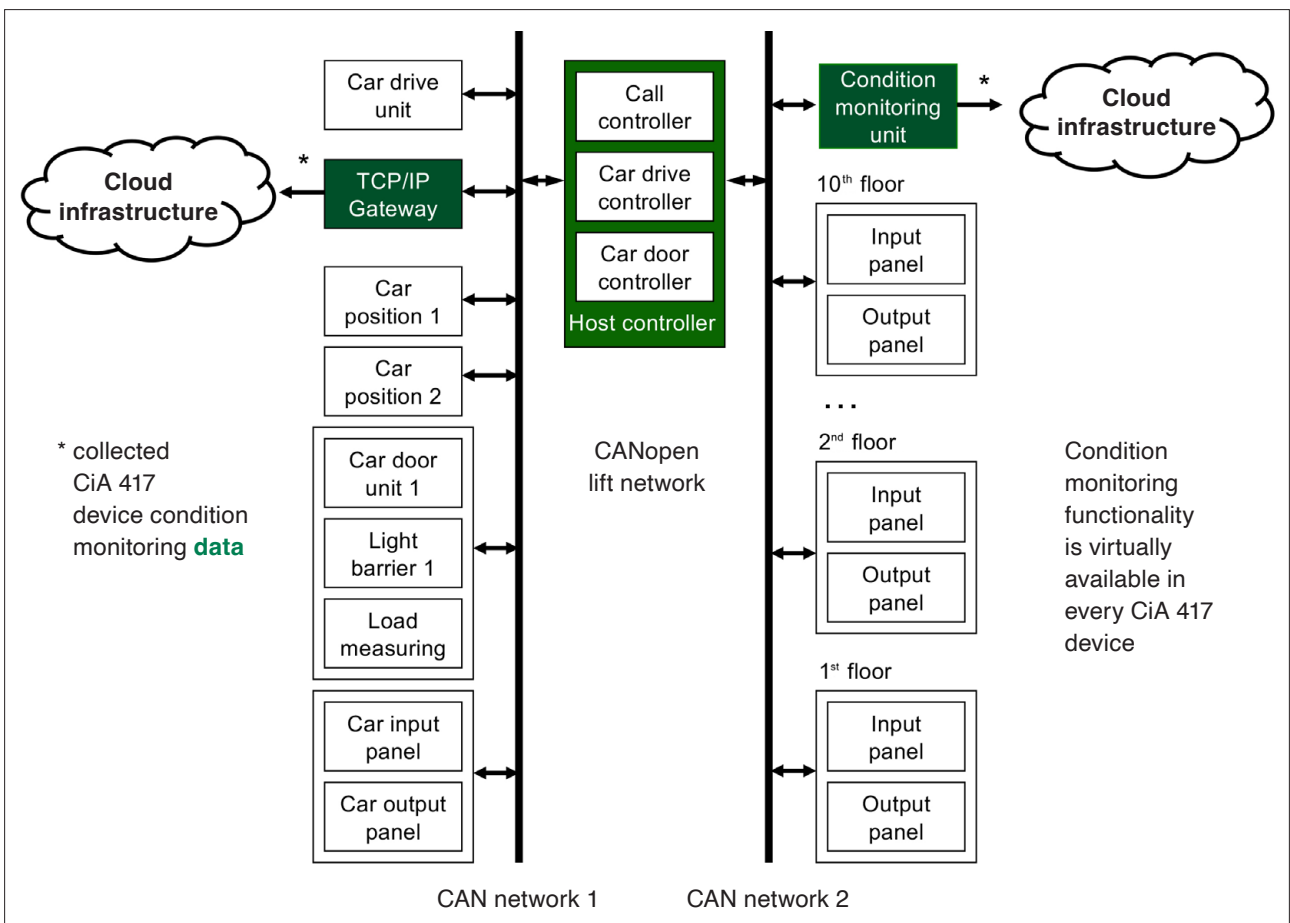 Car drive
unit
*
Cloud
infrastructure
TCP/IP
Gateway
Car
position 1
Car
position 2
* collected
CiA 417
device condition
monitoring data
Car door
unit 1
Light
barrier 1
Load
measuring
Car input
panel
Car output
panel
CAN network 1
Call
controller
Car drive
controller
Car door
controller
Host controller
CANopen
lift network
CAN network 2
Condition
monitoring
unit
*
Cloud
infrastructure
10th floor
Input
panel
Output
panel
...
2nd floor
Input
panel
Output
panel
1st floor
Input
panel
Output
panel
Condition
monitoring
functionality
is virtually
available in
every CiA 417
device